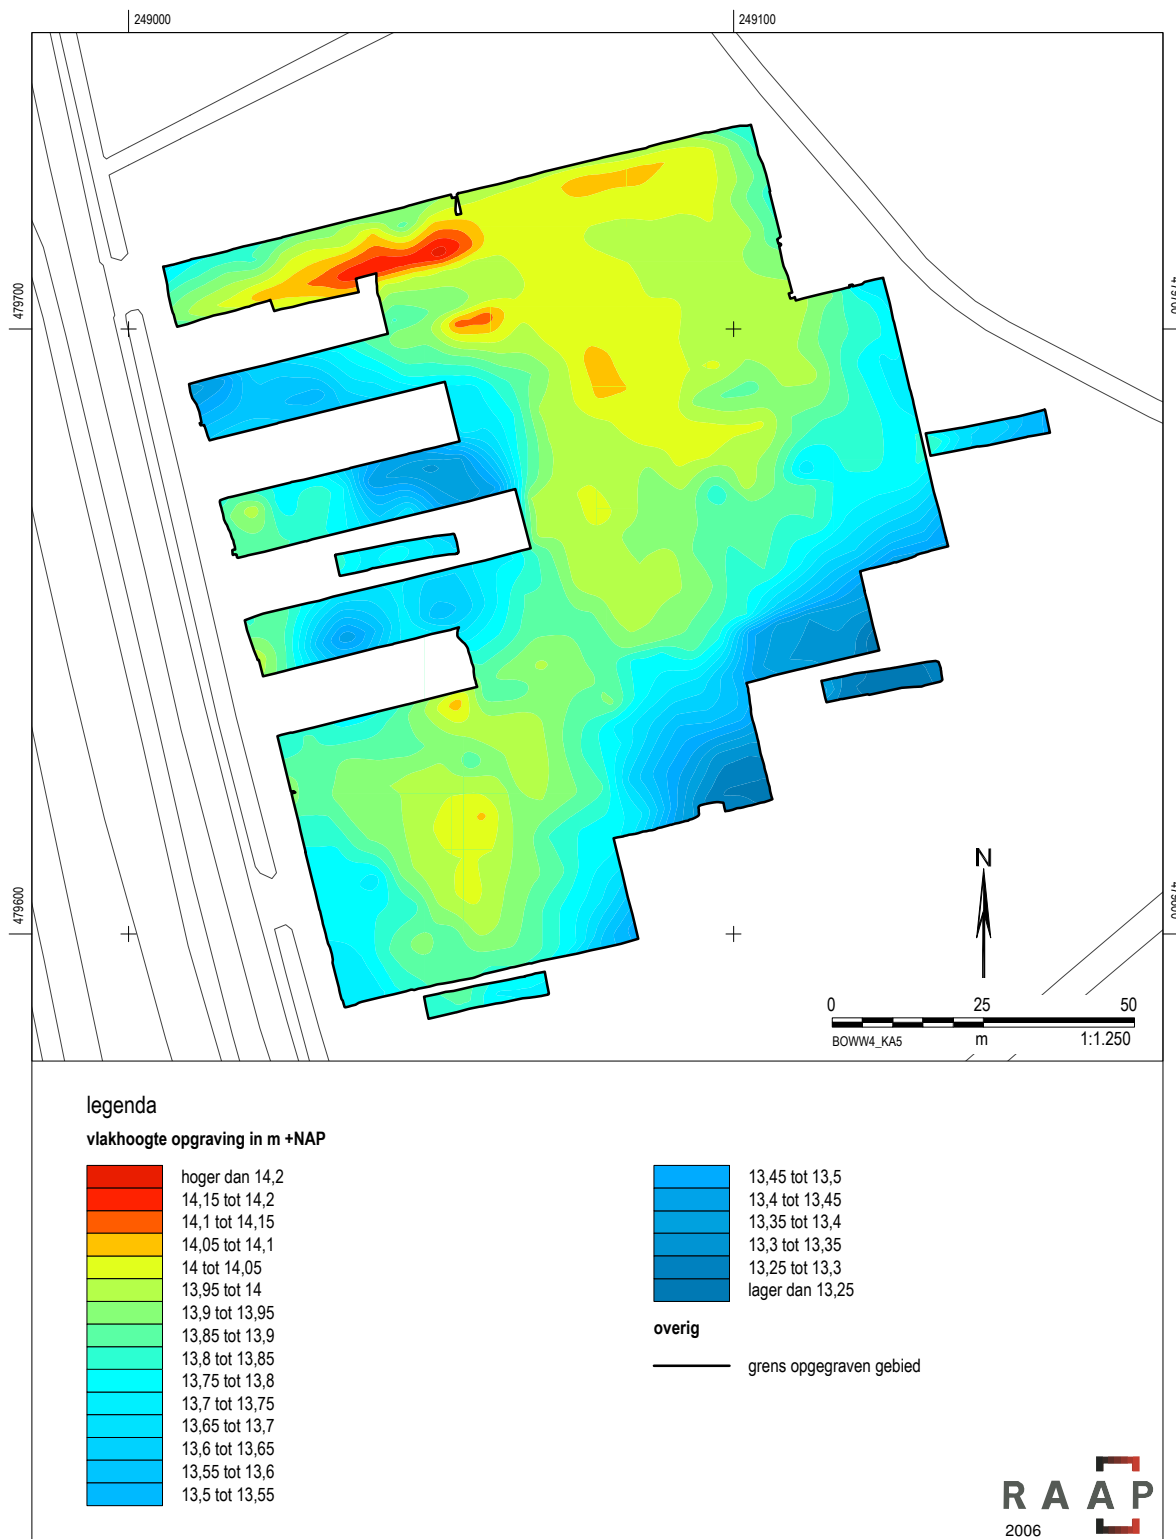 249000
249100
479700
479700
479600
479600
N
0 25 50
BOWW4_KA5 m 1:1.250
legenda
vlakhoogte opgraving in m +NAP
hoger dan 14,2
14,15 tot 14,2
14,1 tot 14,15
14,05 tot 14,1
14 tot 14,05
13,95 tot 14
13,9 tot 13,95
13,85 tot 13,9
13,8 tot 13,85
13,75 tot 13,8
13,7 tot 13,75
13,65 tot 13,7
13,6 tot 13,65
13,55 tot 13,6
13,5 tot 13,55
13,45 tot 13,5
13,4 tot 13,45
13,35 tot 13,4
13,3 tot 13,35
13,25 tot 13,3
lager dan 13,25
overig
grens opgegraven gebied
RAAP
2006